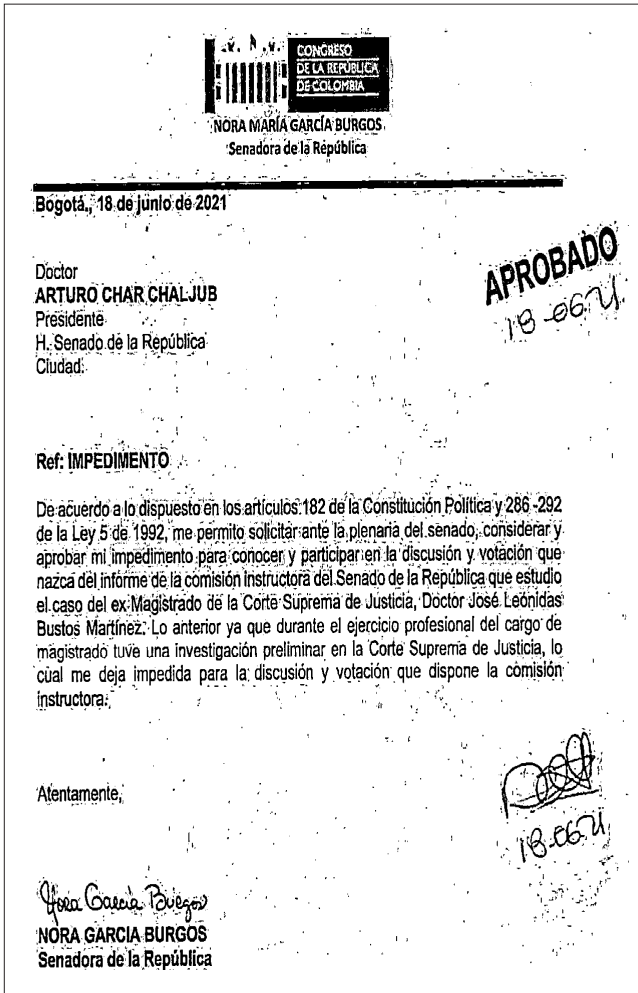 CONGRESO
DE LA REPÚBLICA
DE COLOMBIA
NORA MARÍA GARCÍA BURGOS
Senadora de la República
Bogotá., 18 de junio de 2021
Doctor
ARTURO CHAR CHALJUB
Presidente
H. Senado de la República
Ciudad.
APROBADO
18-06-21
Ref: IMPEDIMENTO
De acuerdo a lo dispuesto en los artículos 182 de la Constitución Política y 286 -292
de la Ley 5 de 1992, me permito solicitar ante la plenaria del senado, considerar y
aprobar mi impedimento para conocer y participar en la discusión y votación que
nazca del informe de la comisión instructora del Senado de la República que estudio
el caso del ex Magistrado de la Corte Suprema de Justicia, Doctor José Leónidas
Bustos Martínez. Lo anterior ya que durante el ejercicio profesional del cargo de
magistrado tuve una investigación preliminar en la Corte Suprema de Justicia, lo
cual me deja impedida para la discusión y votación que dispone la comisión
instructora.
Atentamente,
18-06-21
Nora García Burgos
NORA GARCIA BURGOS
Senadora de la República